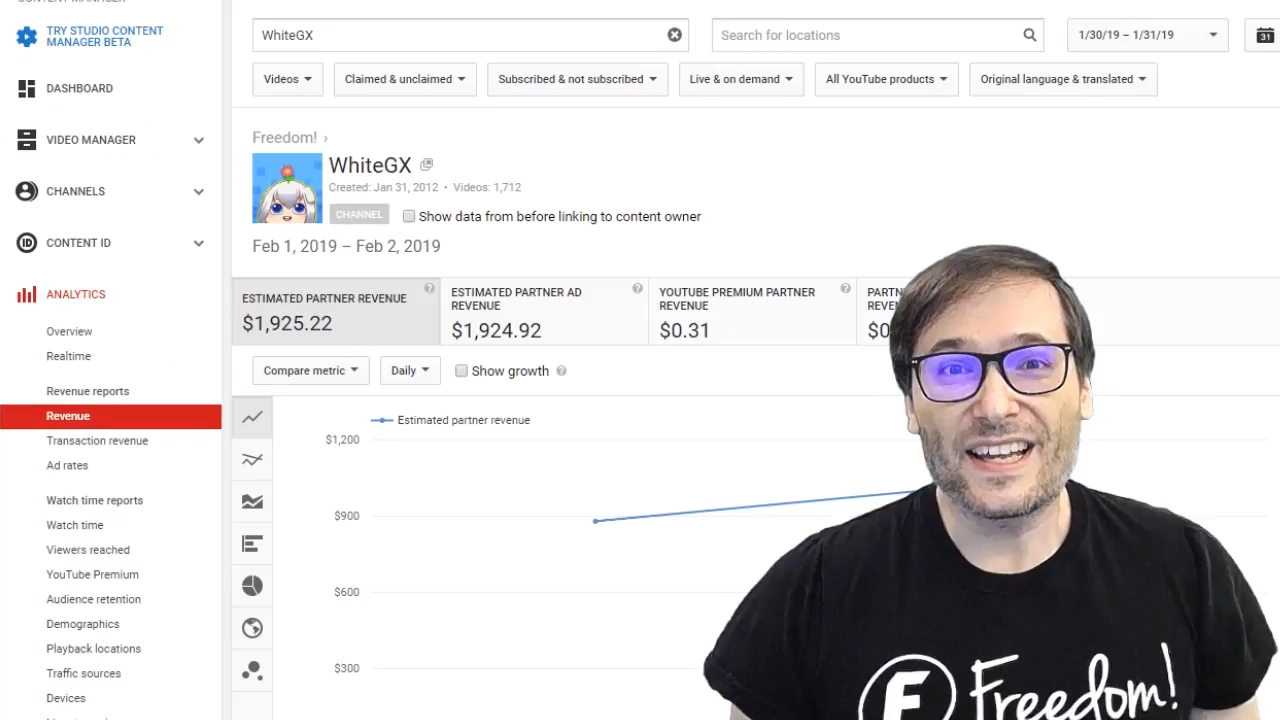 TRY STUDIO CONTENT
MANAGER BETA
DASHBOARD
VIDEO MANAGER
CHANNELS
CONTENT ID
ANALYTICS
Overview
Realtime
Revenue reports
Revenue
Transaction revenue
Ad rates
Watch time reports
Watch time
Viewers reached
YouTube Premium
Audience retention
Demographics
Playback locations
Traffic sources
Devices
WhiteGX
Search for locations
1/30/19 – 1/31/19
31
Videos
Claimed & unclaimed
Subscribed & not subscribed
Live & on demand
All YouTube products
Original language & translated
Freedom! ›
WhiteGX
Created: Jan 31, 2012 • Videos: 1,712
CHANNEL
Show data from before linking to content owner
Feb 1, 2019 – Feb 2, 2019
ESTIMATED PARTNER REVENUE
$1,925.22
ESTIMATED PARTNER AD
REVENUE
$1,924.92
YOUTUBE PREMIUM PARTNER
REVENUE
$0.31
Compare metric
Daily
Show growth
Estimated partner revenue
$1,200
$900
$600
$300
F Freedom!